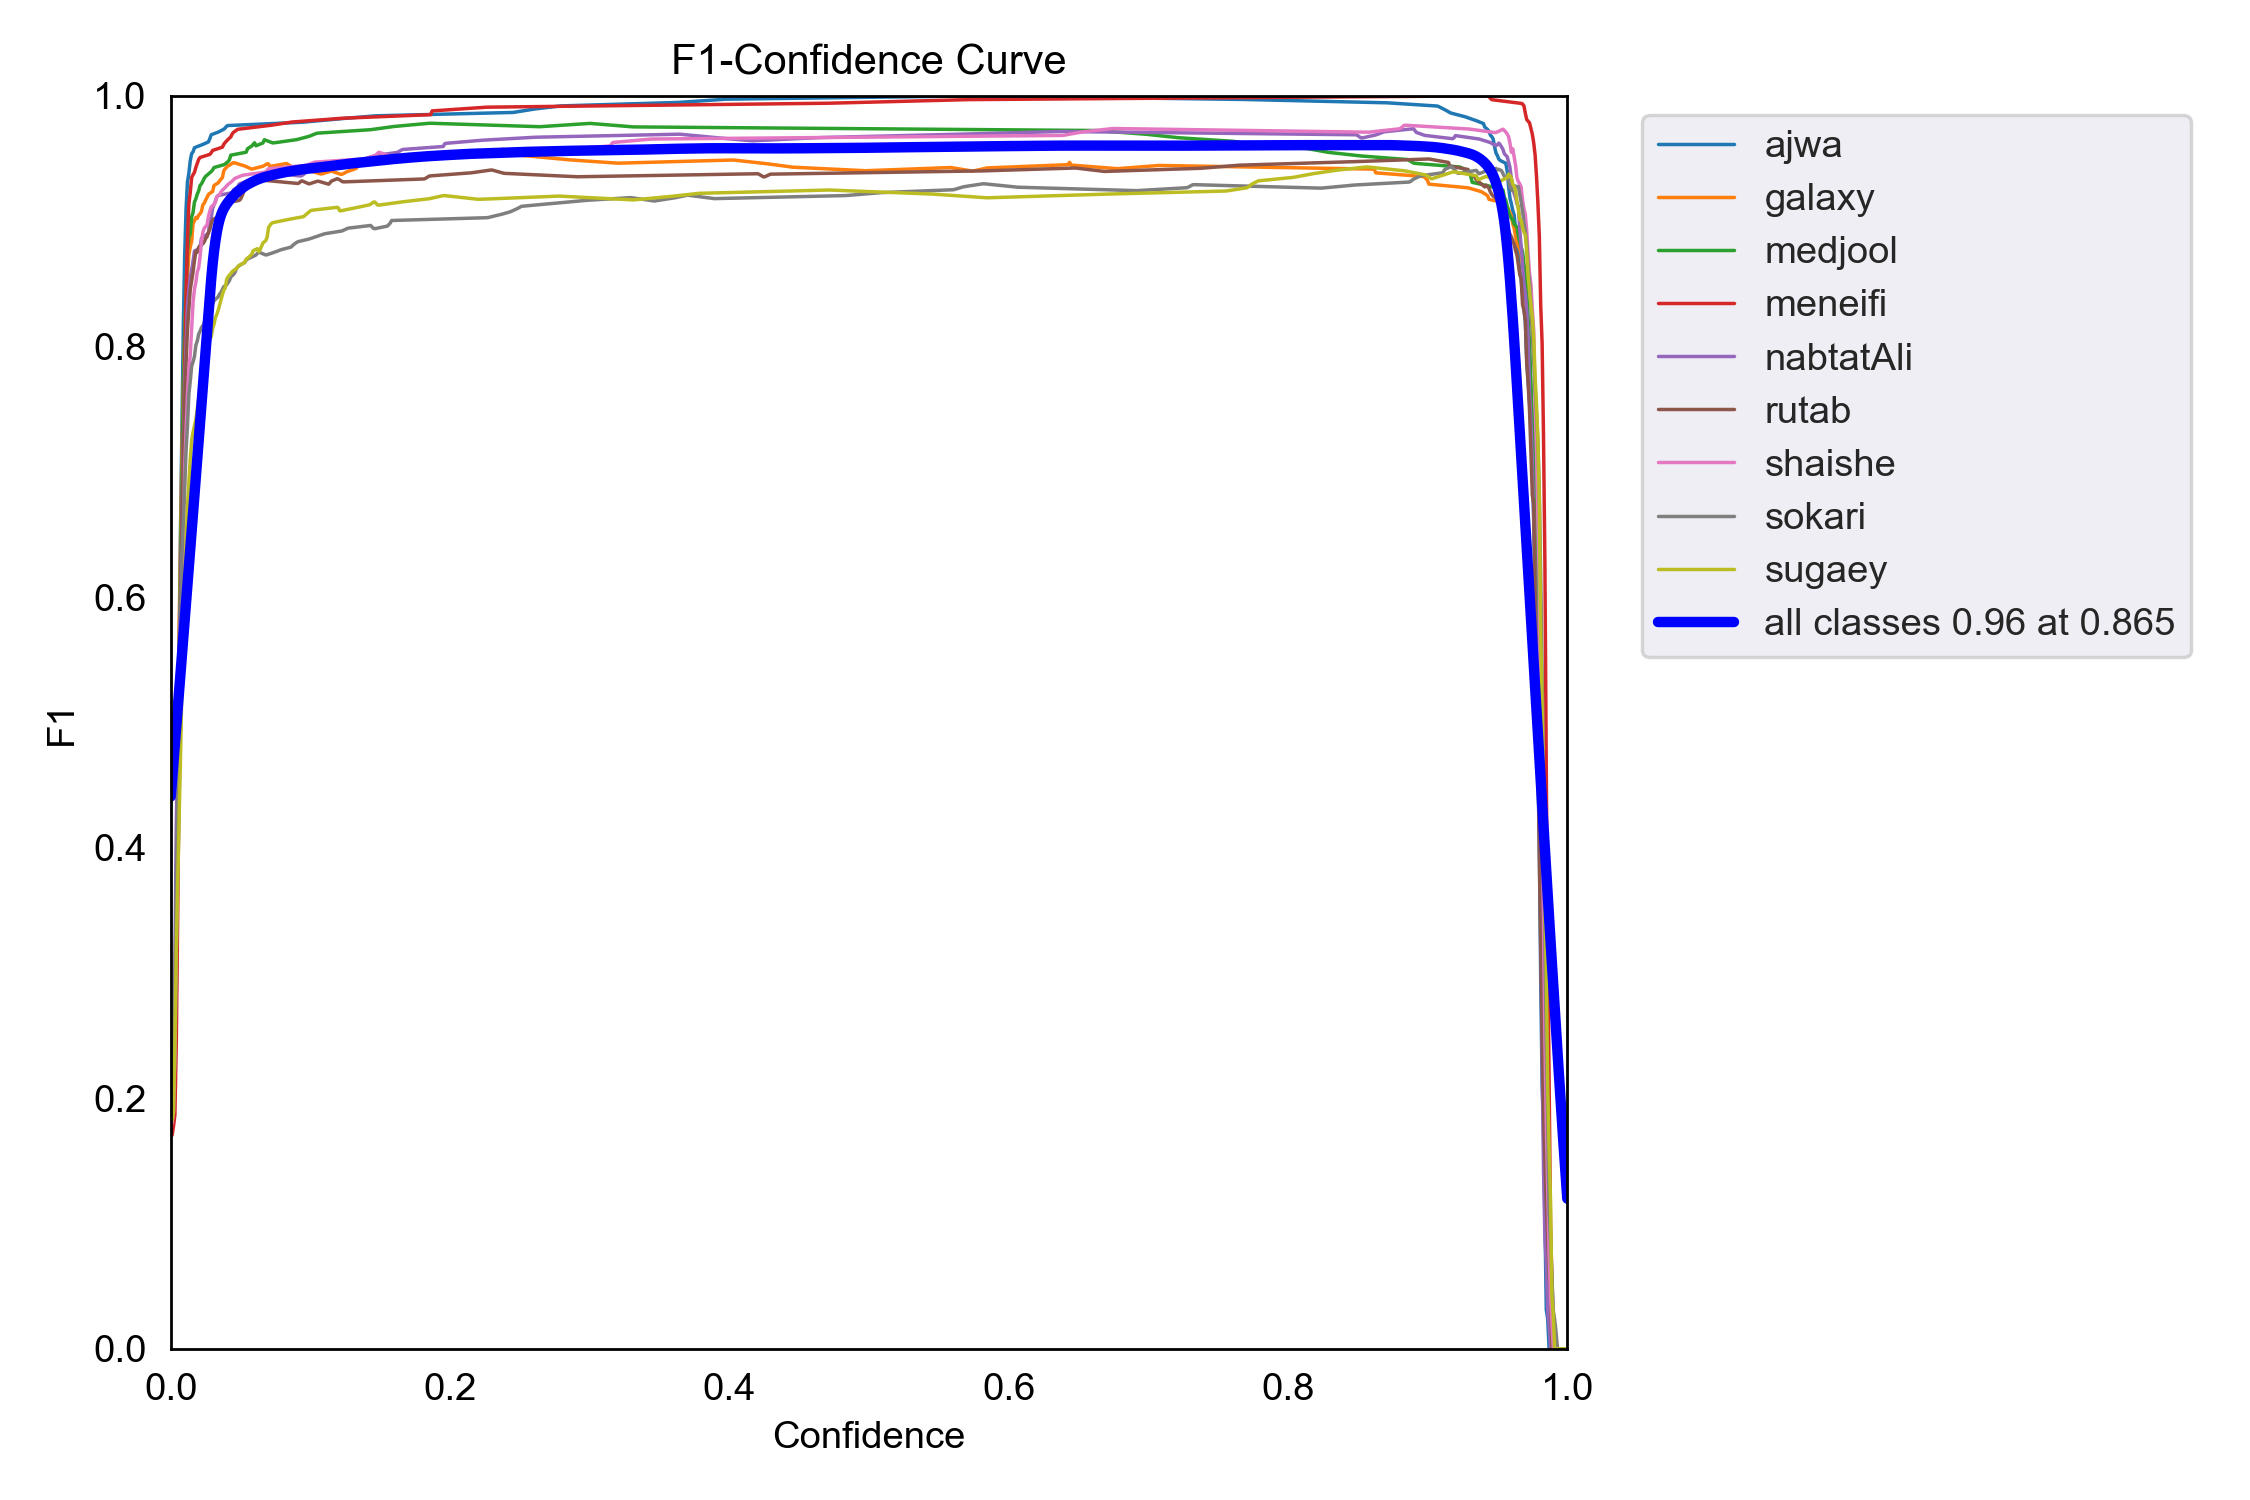 F1-Confidence Curve
1.0
0.8
0.6
0.4
0.2
0.0
F1
0.0 0.2 0.4 0.6 0.8 1.0
Confidence
ajwa
galaxy
medjool
meneifi
nabtatAli
rutab
shaishe
sokari
sugaey
all classes 0.96 at 0.865